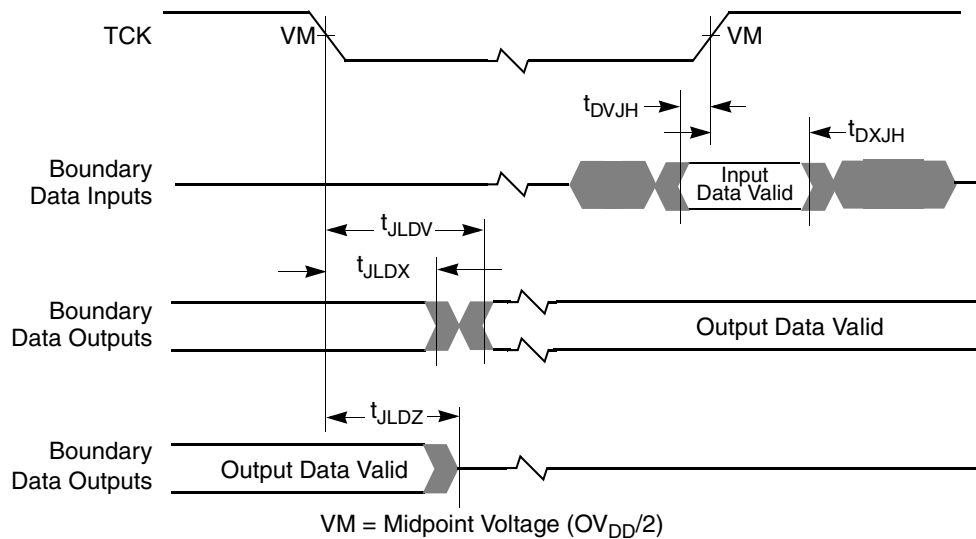 TCK
VM
VM
tDVJH
tDXJH
Boundary
Data Inputs
Input
Data Valid
tJLDV
tJLDX
Boundary
Data Outputs
Output Data Valid
tJLDZ
Boundary
Data Outputs
Output Data Valid
VM = Midpoint Voltage (OVDD/2)